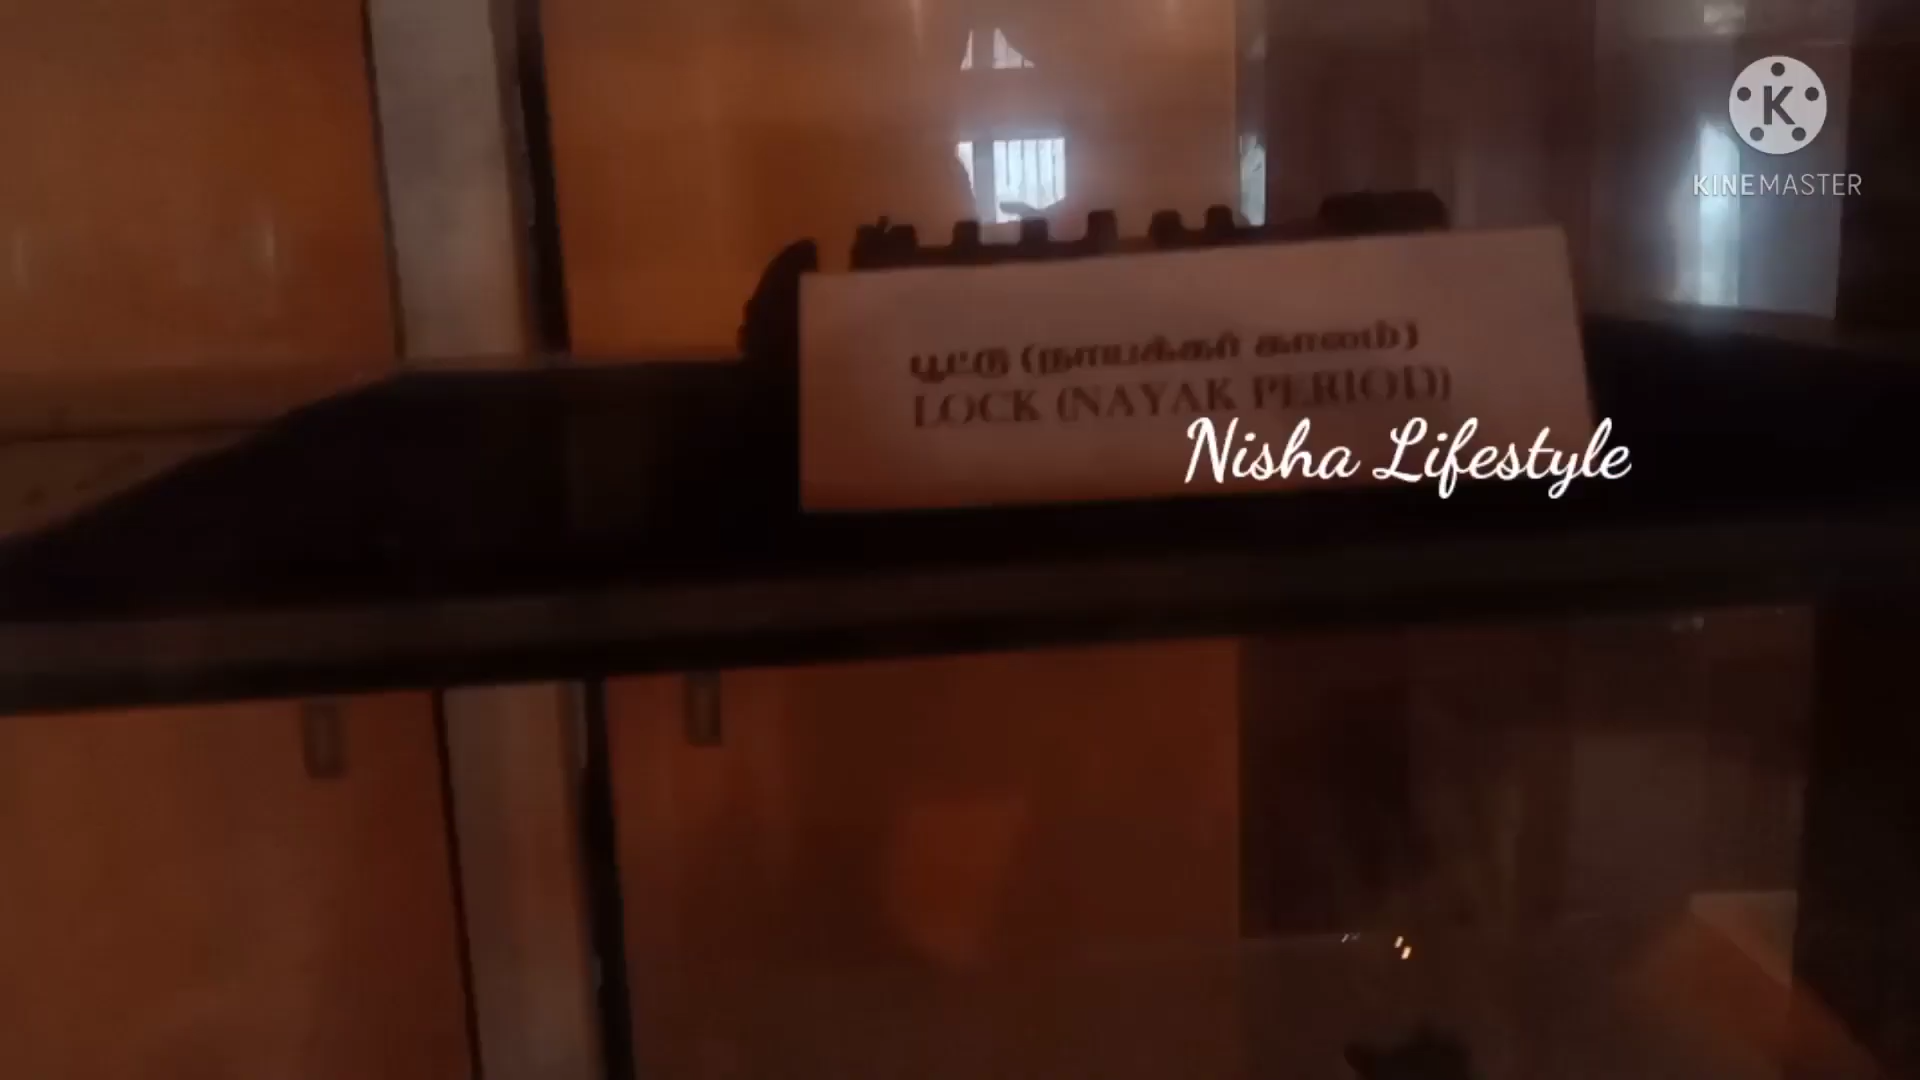 K
KINEMASTER
பூட்டு (நாயக்கர் காலம்)
LOCK (NAYAK PERIOD)
Nisha Lifestyle